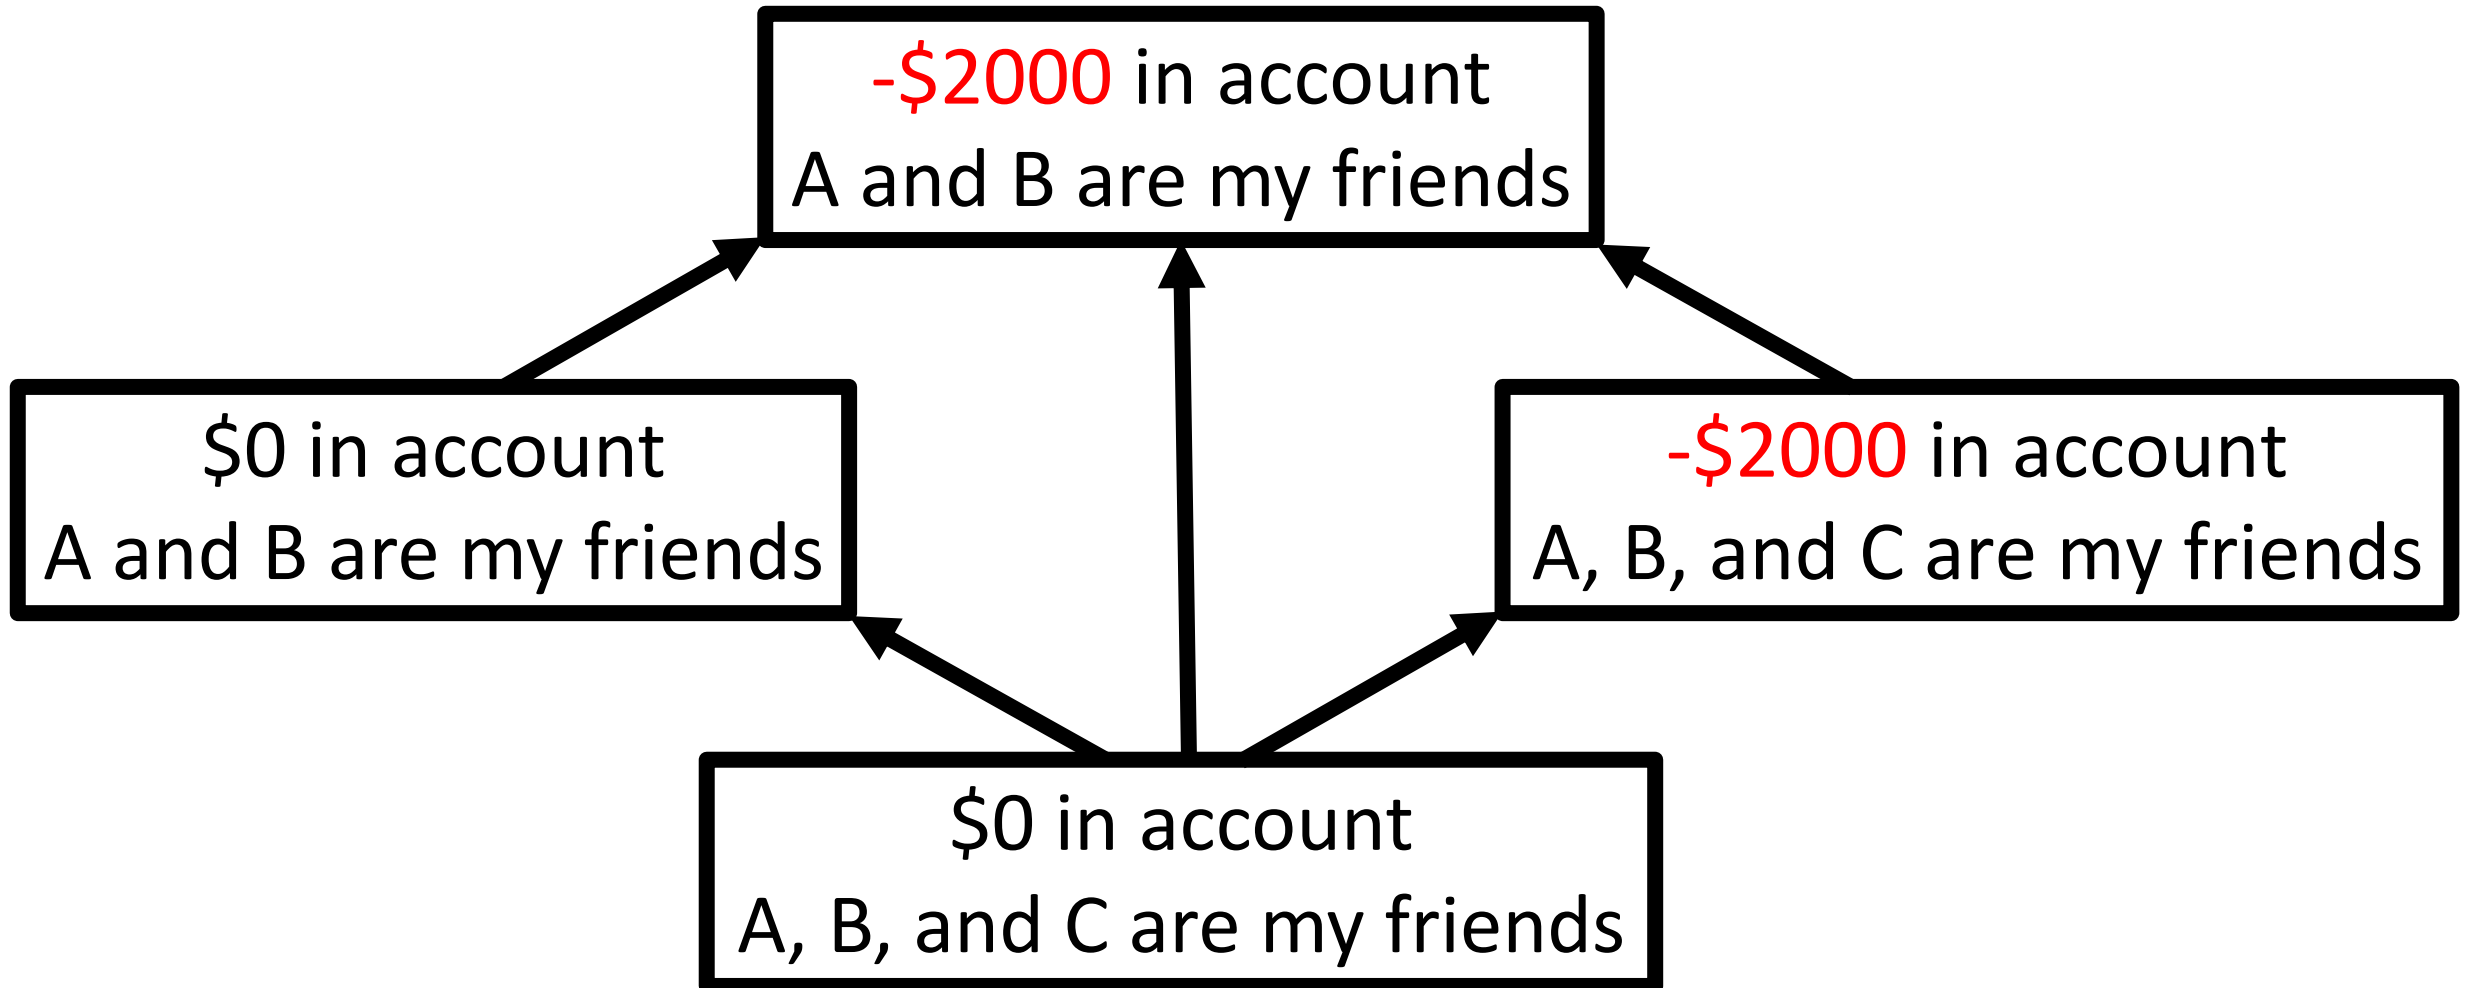 -$2000 in account
A and B are my friends
$0 in account
A and B are my friends
-$2000 in account
A, B, and C are my friends
$0 in account
A, B, and C are my friends